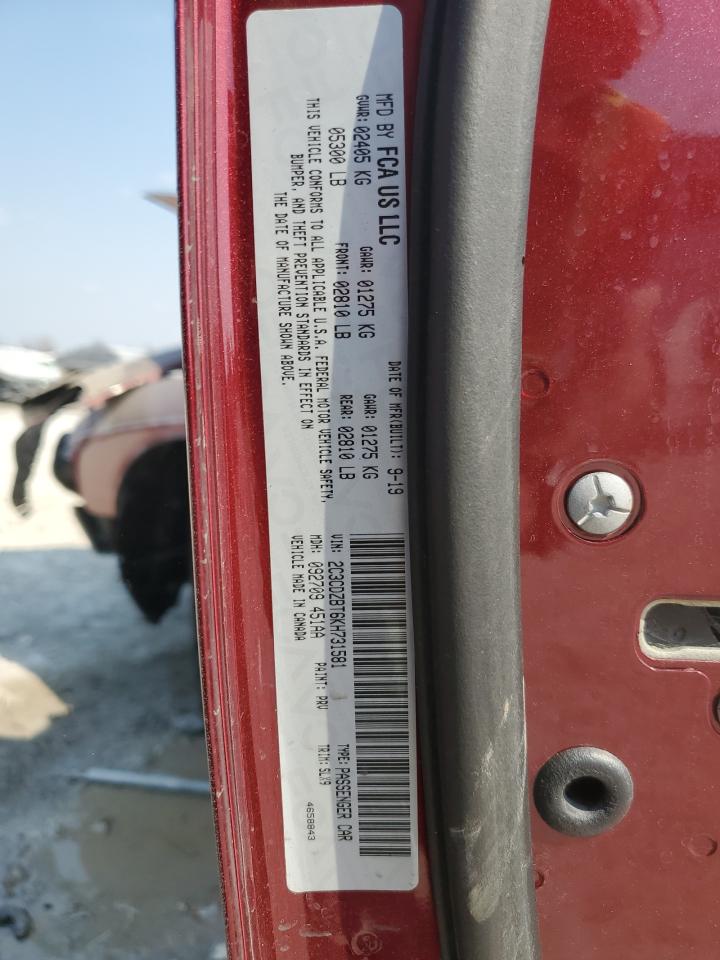 MFD BY FCA US LLC
DATE OF MFR(BUILT): 9-19
GVWR: 02405 KG GAWR: 01275 KG GAWR: 01275 KG
05300 LB FRONT: 02810 LB REAR: 02810 LB
THIS VEHICLE CONFORMS TO ALL APPLICABLE U.S.A. FEDERAL MOTOR VEHICLE SAFETY,
BUMPER, AND THEFT PREVENTION STANDARDS IN EFFECT ON
THE DATE OF MANUFACTURE SHOWN ABOVE.
VIN: 2C3CDZBT6KH731581 TYPE: PASSENGER CAR
MDH: 092709 451AA PAINT: PRV TRIM: SLX9
VEHICLE MADE IN CANADA
4658843